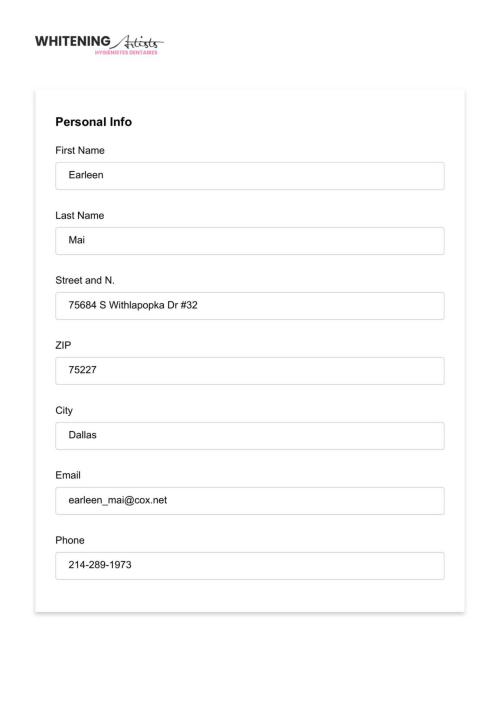 WHITENING Artists
HYGIÉNISTES DENTAIRES
Personal Info
First Name
Earleen
Last Name
Mai
Street and N.
75684 S Withlapopka Dr #32
ZIP
75227
City
Dallas
Email
earleen_mai@cox.net
Phone
214-289-1973